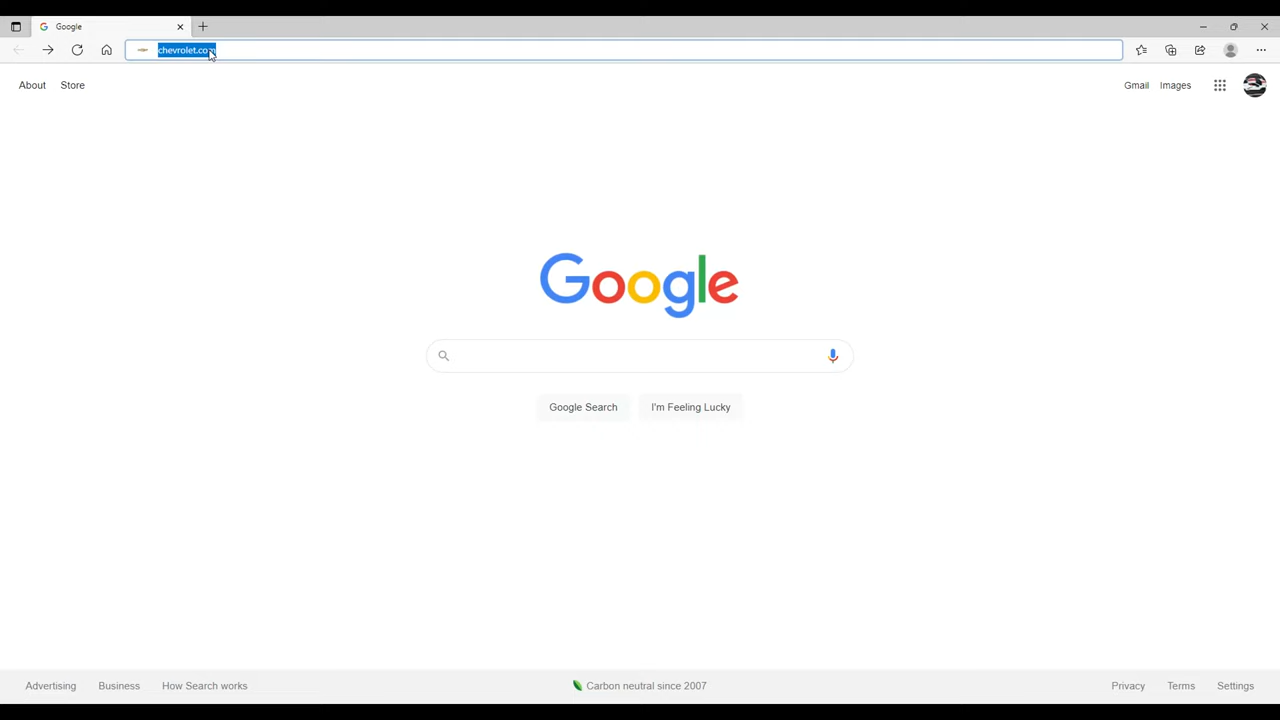 Google
chevrolet.com
About Store
Gmail Images
Google
Google Search I'm Feeling Lucky
Advertising Business How Search works
Carbon neutral since 2007
Privacy Terms Settings